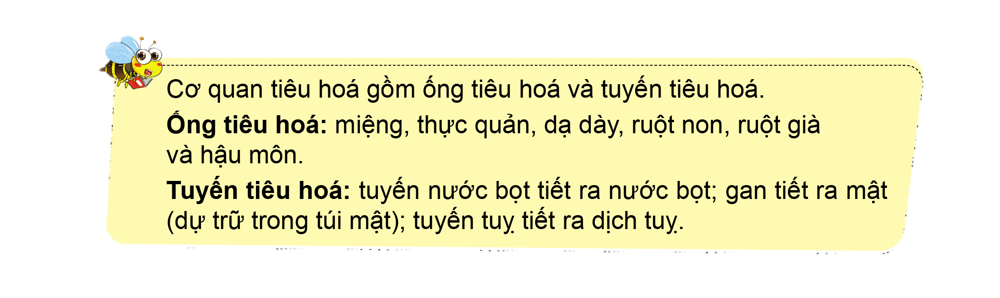 Cơ quan tiêu hoá gồm ống tiêu hoá và tuyến tiêu hoá.
Ống tiêu hoá: miệng, thực quản, dạ dày, ruột non, ruột già
và hậu môn.
Tuyến tiêu hoá: tuyến nước bọt tiết ra nước bọt; gan tiết ra mật
(dự trữ trong túi mật); tuyến tuỵ tiết ra dịch tuỵ.